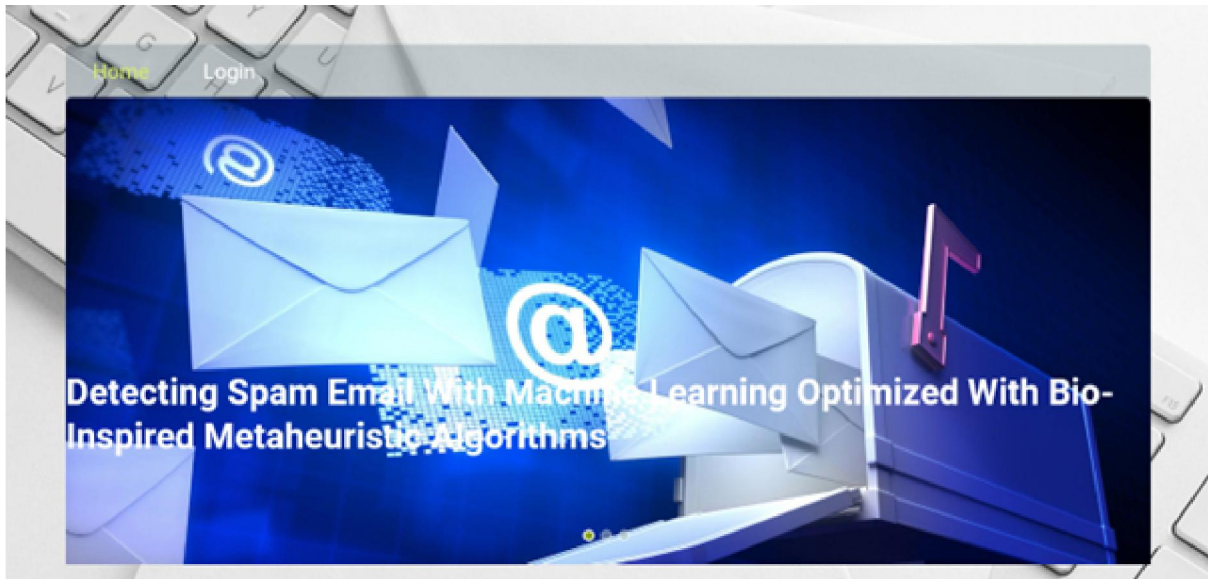 G
Y
U
V
H
Home Login
@
@
Detecting Spam Email With Machine Learning Optimized With Bio-
Inspired Metaheuristic Algorithms